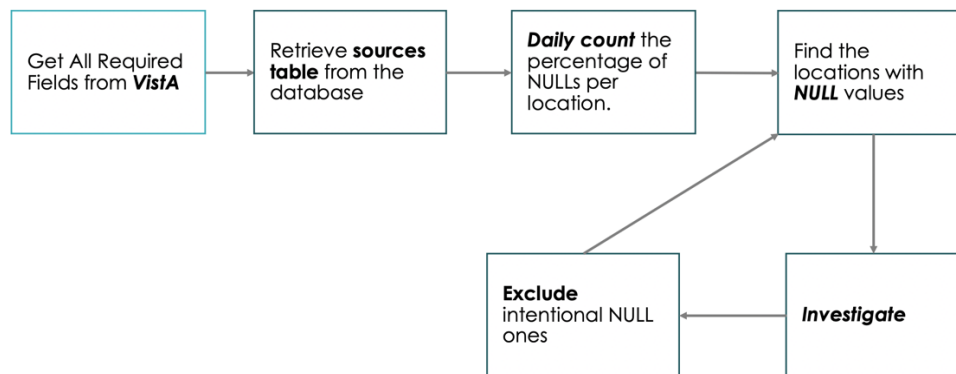 Get All Required
Fields from VistA
Retrieve sources
table from the
database
Daily count the
percentage of
NULLs per
location.
Find the
locations with
NULL values
Exclude
intentional NULL
ones
Investigate